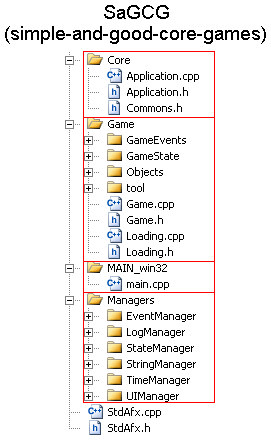 SaGCG
(simple-and-good-core-games)
Core
Application.cpp
Application.h
Commons.h
Game
GameEvents
GameState
Objects
tool
Game.cpp
Game.h
Loading.cpp
Loading.h
MAIN_win32
main.cpp
Managers
EventManager
LogManager
StateManager
StringManager
TimeManager
UIManager
StdAfx.cpp
StdAfx.h